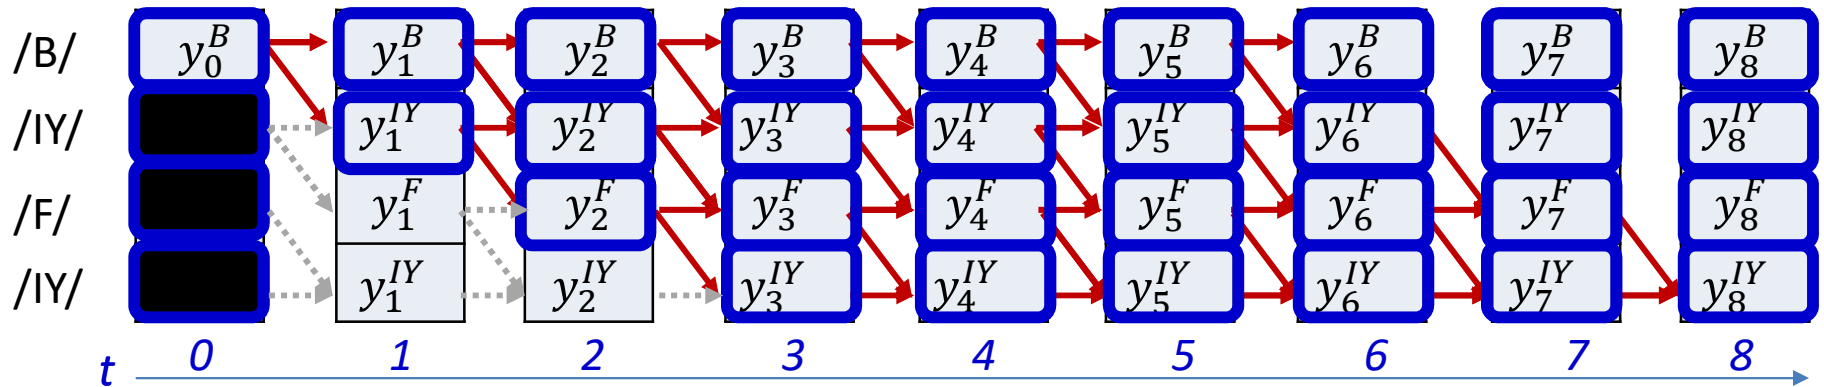 /B/ y_0^B y_1^B y_2^B y_3^B y_4^B y_5^B y_6^B y_7^B y_8^B
/IY/ y_1^{IY} y_2^{IY} y_3^{IY} y_4^{IY} y_5^{IY} y_6^{IY} y_7^{IY} y_8^{IY}
/F/ y_1^F y_2^F y_3^F y_4^F y_5^F y_6^F y_7^F y_8^F
/IY/ y_1^{IY} y_2^{IY} y_3^{IY} y_4^{IY} y_5^{IY} y_6^{IY} y_7^{IY} y_8^{IY}
t 0 1 2 3 4 5 6 7 8